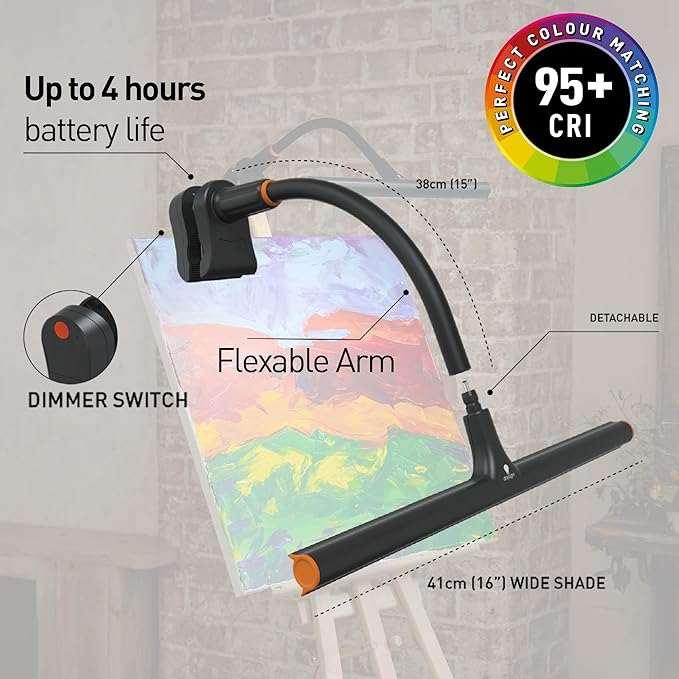 Up to 4 hours
battery life
PERFECT COLOUR MATCHING
95+
CRI
38cm (15”)
DETACHABLE
Flexable Arm
DIMMER SWITCH
41cm (16”) WIDE SHADE